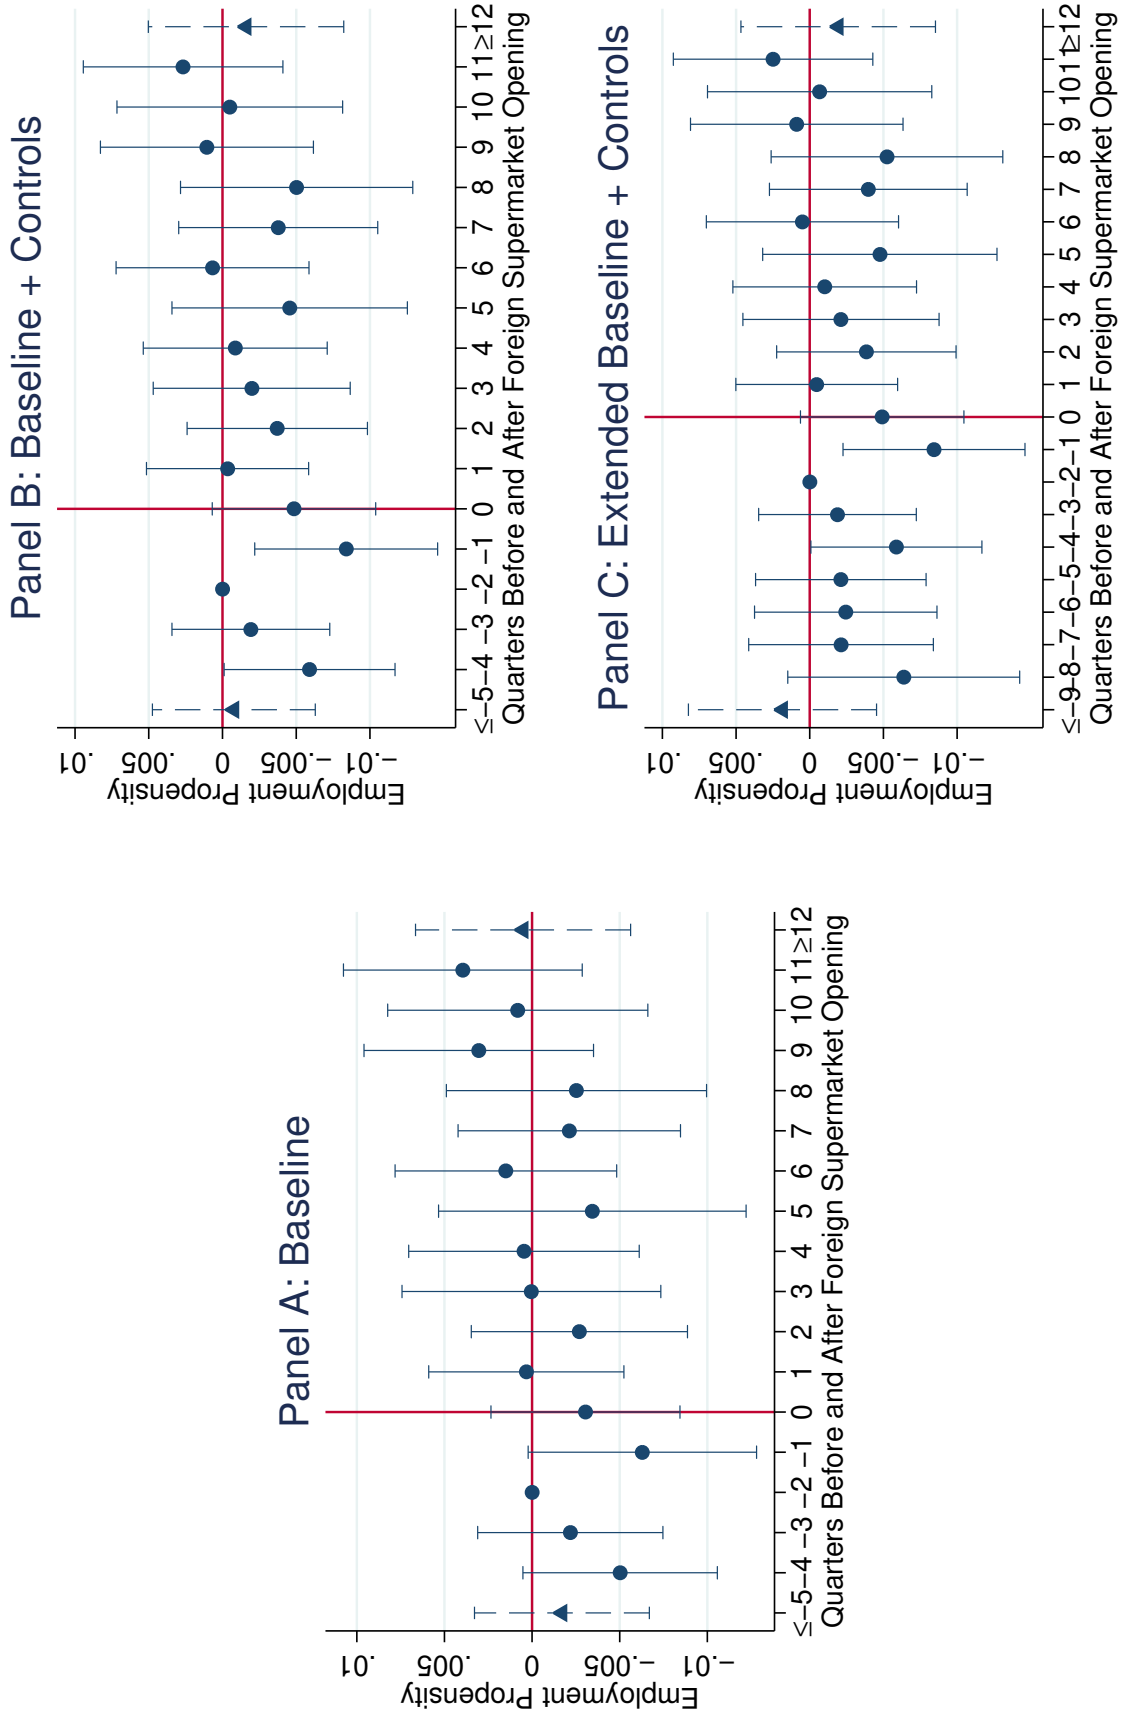 Panel A: Baseline
Employment Propensity
.01
.005
0
−.005
−.01
≤−5 −4 −3 −2 −1 0 1 2 3 4 5 6 7 8 9 10 11 ≥12
Quarters Before and After Foreign Supermarket Opening
Panel B: Baseline + Controls
Employment Propensity
.01
.005
0
−.005
−.01
≤−5 −4 −3 −2 −1 0 1 2 3 4 5 6 7 8 9 10 11 ≥12
Quarters Before and After Foreign Supermarket Opening
Panel C: Extended Baseline + Controls
Employment Propensity
.01
.005
0
−.005
−.01
≤−9 −8 −7 −6 −5 −4 −3 −2 −1 0 1 2 3 4 5 6 7 8 9 10 11 ≥12
Quarters Before and After Foreign Supermarket Opening